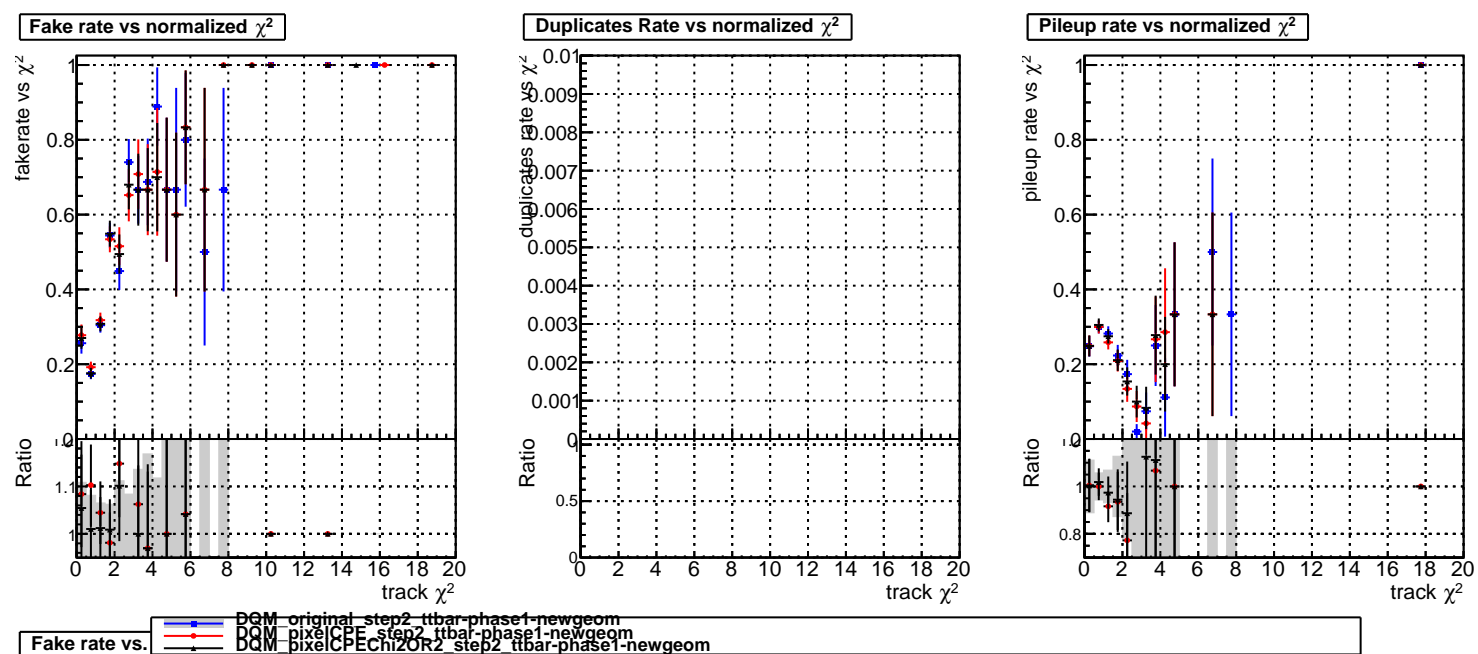 Fake rate vs normalized χ²
Duplicates Rate vs normalized χ²
Pileup rate vs normalized χ²
fakerate vs χ²
1
0.8
0.6
0.4
0.2
0
Ratio
1.1
1
0 2 4 6 8 10 12 14 16 18 20
track χ²
duplicates rate vs χ²
0.01
0.009
0.008
0.007
0.006
0.005
0.004
0.003
0.002
0.001
0
Ratio
1
0.5
0
0 2 4 6 8 10 12 14 16 18 20
track χ²
pileup rate vs χ²
1
0.8
0.6
0.4
0.2
0
Ratio
1
0.8
0 2 4 6 8 10 12 14 16 18 20
track χ²
Fake rate vs.
DQM_original_step2_ttbar-phase1-newgeom
DQM_pixelCPE_step2_ttbar-phase1-newgeom
DQM_pixelCPEChi2OR2_step2_ttbar-phase1-newgeom